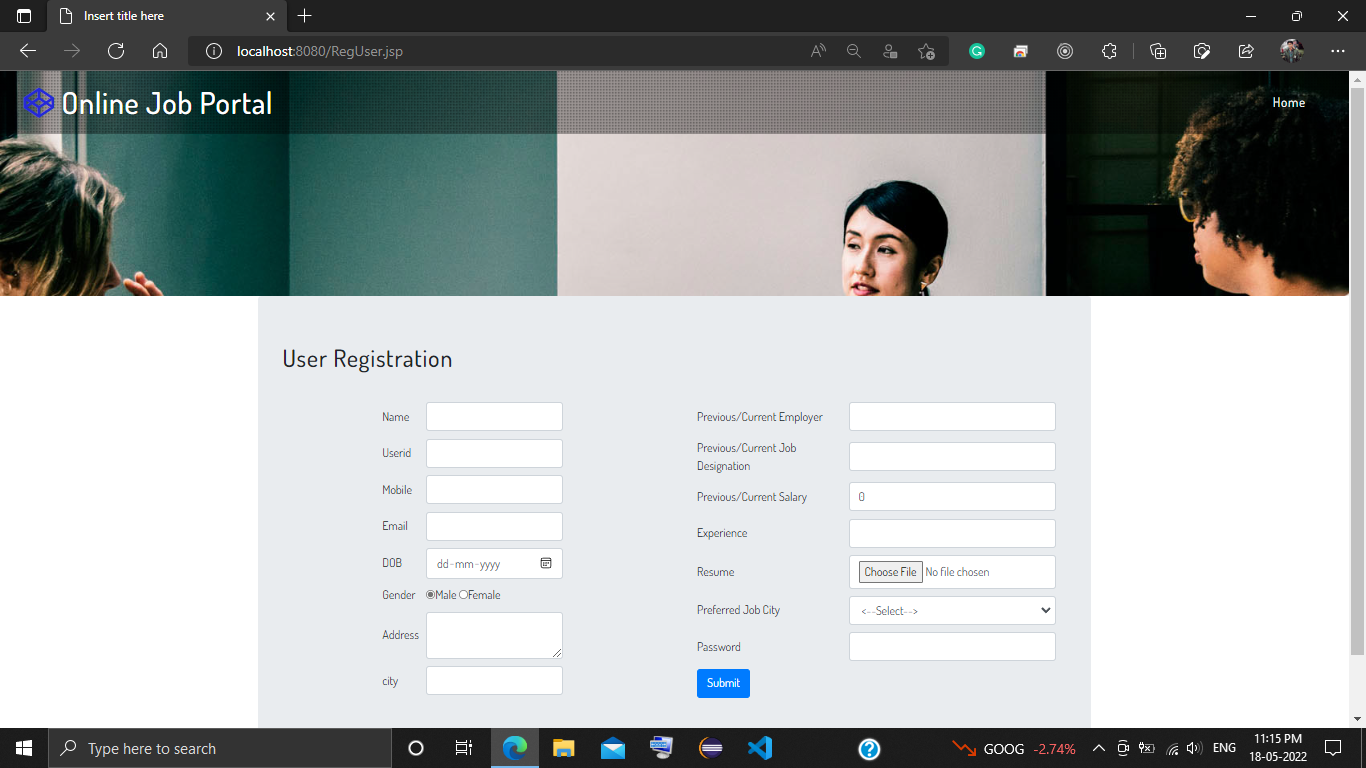 Insert title here
localhost:8080/RegUser.jsp
Online Job Portal
Home
User Registration
Name
Userid
Mobile
Email
DOB
dd-mm-yyyy
Gender
Male Female
Address
city
Previous/Current Employer
Previous/Current Job
Designation
Previous/Current Salary
0
Experience
Resume
Choose File No file chosen
Preferred Job City
<--Select-->
Password
Submit
Type here to search
GOOG -2.74%
ENG
11:15 PM
18-05-2022